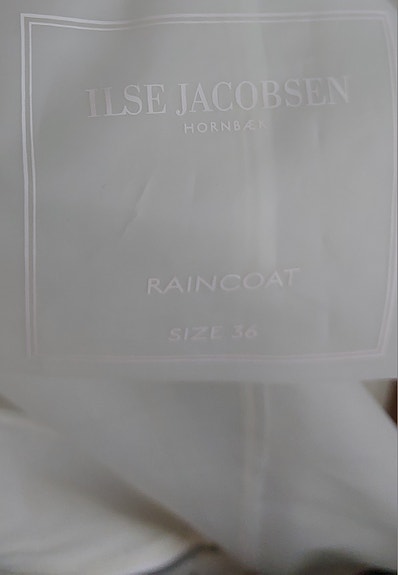 ILSE JACOBSEN
HORNBÆK
RAINCOAT
SIZE 36